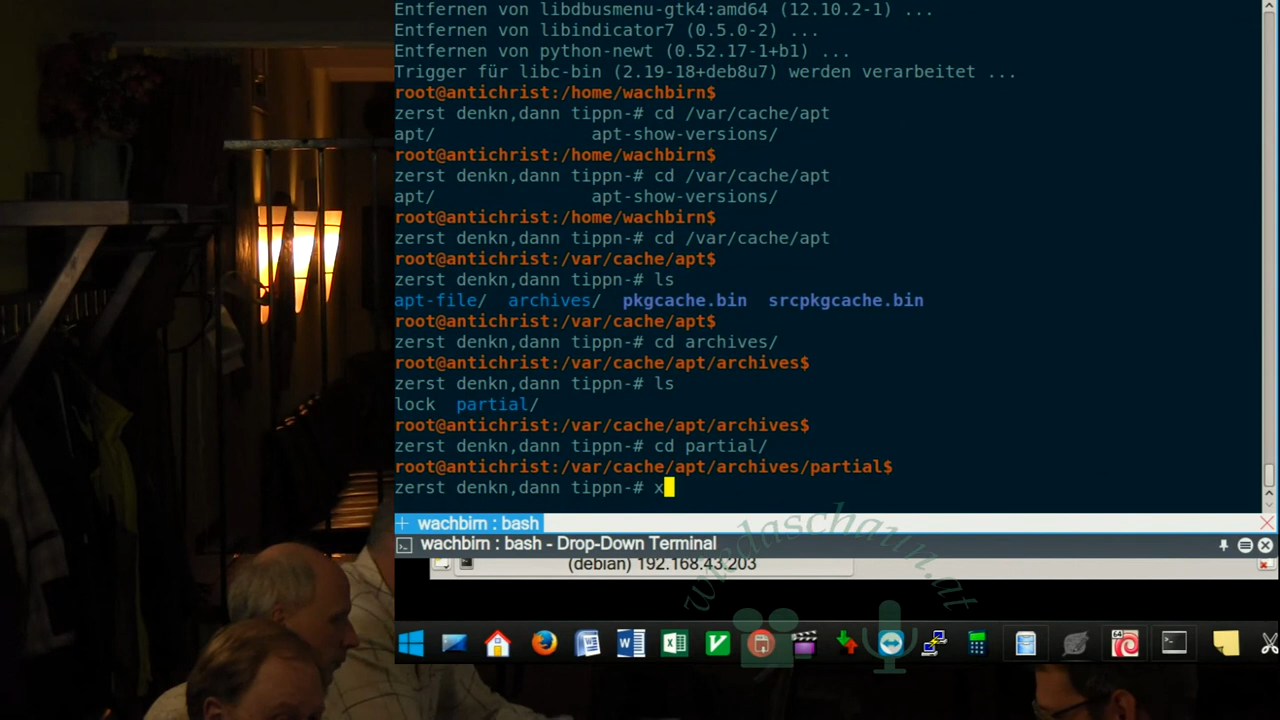 Entfernen von libdbusmenu-gtk4:amd64 (12.10.2-1) ...
Entfernen von libindicator7 (0.5.0-2) ...
Entfernen von python-newt (0.52.17-1+b1) ...
Trigger für libc-bin (2.19-18+deb8u7) werden verarbeitet ...
root@antichrist:/home/wachbirn$
zerst denkn,dann tippn-# cd /var/cache/apt
apt/ apt-show-versions/
root@antichrist:/home/wachbirn$
zerst denkn,dann tippn-# cd /var/cache/apt
apt/ apt-show-versions/
root@antichrist:/home/wachbirn$
zerst denkn,dann tippn-# cd /var/cache/apt
root@antichrist:/var/cache/apt$
zerst denkn,dann tippn-# ls
apt-file/ archives/ pkgcache.bin srcpkgcache.bin
root@antichrist:/var/cache/apt$
zerst denkn,dann tippn-# cd archives/
root@antichrist:/var/cache/apt/archives$
zerst denkn,dann tippn-# ls
lock partial/
root@antichrist:/var/cache/apt/archives$
zerst denkn,dann tippn-# cd partial/
root@antichrist:/var/cache/apt/archives/partial$
zerst denkn,dann tippn-# x
wachbirn : bash
wachbirn : bash - Drop-Down Terminal
(debian) 192.168.43.203
wiedaschaun.at